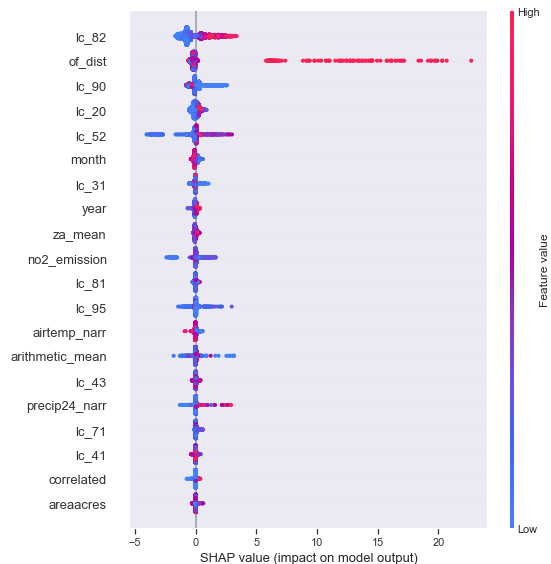 High
lc_82
of_dist
lc_90
lc_20
lc_52
month
lc_31
year
za_mean
no2_emission
lc_81
lc_95
airtemp_narr
arithmetic_mean
lc_43
precip24_narr
lc_71
lc_41
correlated
areaacres
Feature value
Low
−5 0 5 10 15 20
SHAP value (impact on model output)